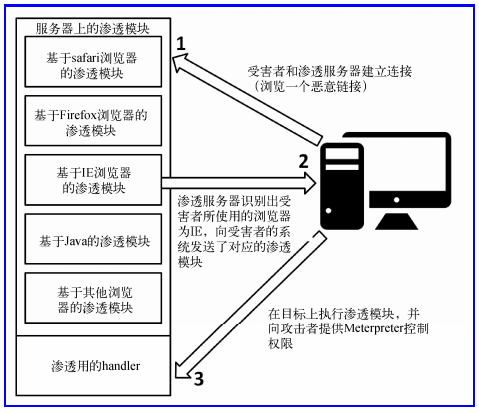 服务器上的渗透模块
基于safari浏览器
的渗透模块
基于Firefox浏览器的
渗透模块
基于IE浏览器
的渗透模块
基于Java的渗透模块
基于其他浏览
器的渗透模块
渗透用的handler
1
受害者和渗透服务器建立连接
（浏览一个恶意链接）
2
渗透服务器识别出受
害者所使用的浏览器
为IE，向受害者的系
统发送了对应的渗透
模块
在目标上执行渗透模块，并
向攻击者提供Meterpreter控制
权限
3